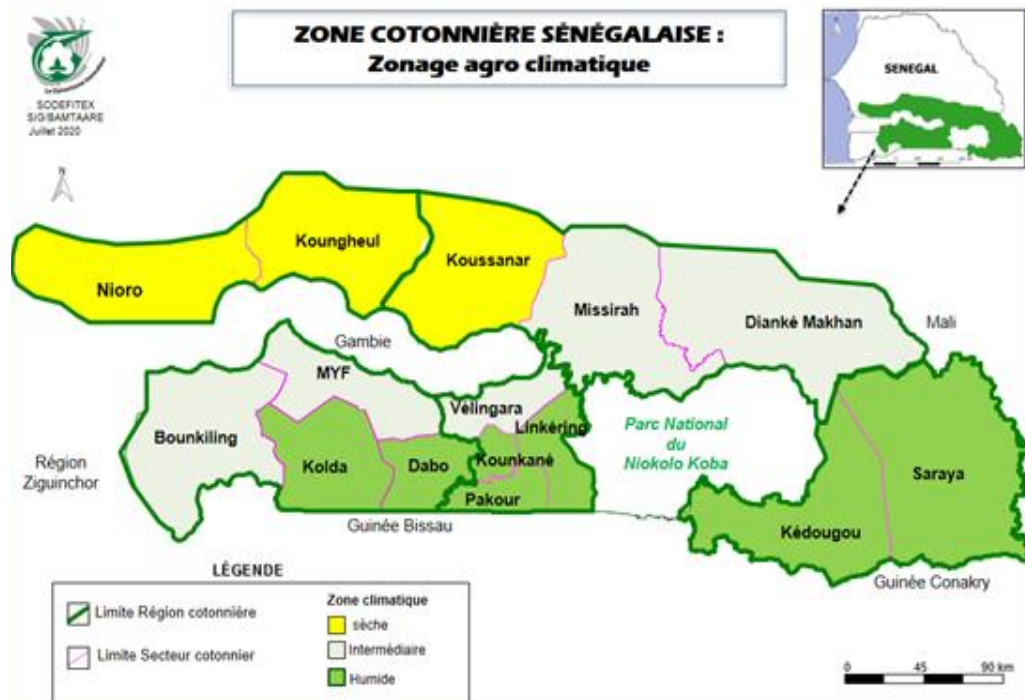 ZONE COTONNIÈRE SÉNÉGALAISE :
Zonage agro climatique
SODEFITEX
SIG/BAMTAARE
Juillet 2020
N
SENEGAL
Nioro
Koungheul
Koussanar
Missirah
Dianké Makhan
Mali
Gambie
MYF
Vélingara
Linkéring
Bounkiling
Kolda
Dabo
Kounkané
Pakour
Parc National
du
Niokolo Koba
Saraya
Kédougou
Région
Ziguinchor
Guinée Bissau
Guinée Conakry
LÉGENDE
Limite Région cotonnière
Limite Secteur cotonnier
Zone climatique
sèche
Intermédiaire
Humide
0 45 90 km